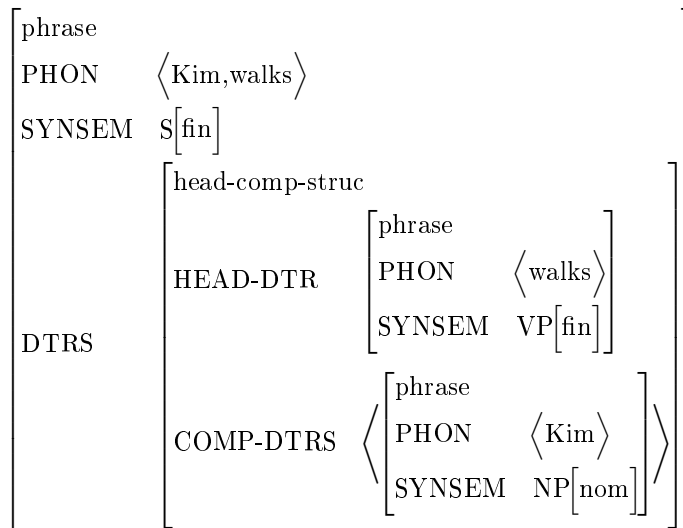 phrase
PHON ⟨Kim,walks⟩
SYNSEM S[fin]
head-comp-struc
phrase
HEAD-DTR PHON ⟨walks⟩
SYNSEM VP[fin]
DTRS
phrase
COMP-DTRS ⟨ PHON ⟨Kim⟩ ⟩
SYNSEM NP[nom]